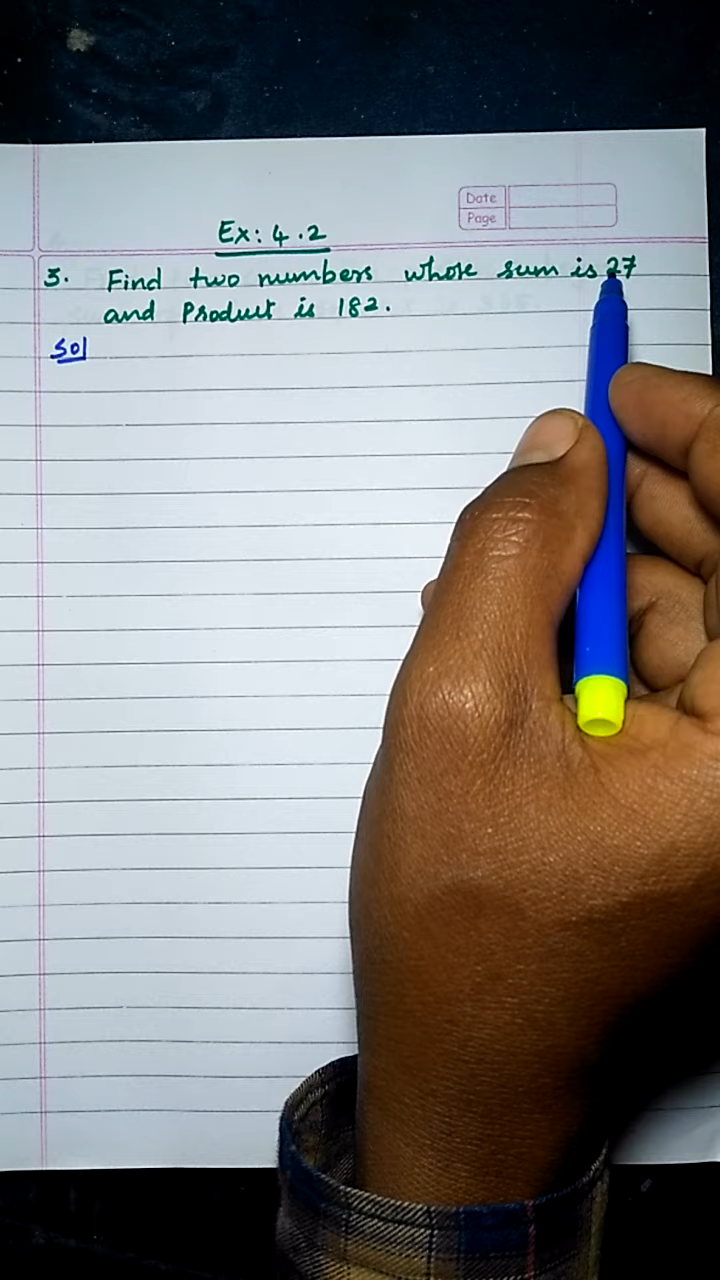 Date
Page
Ex: 4.2
3. Find two numbers whose sum is 27
and Product is 182.
Sol